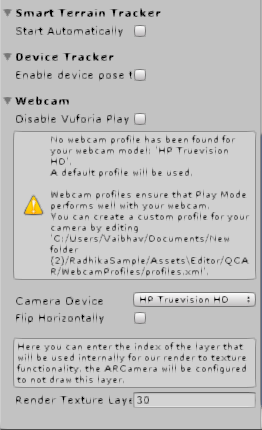 Smart Terrain Tracker
Start Automatically
Device Tracker
Enable device pose t
Webcam
Disable Vuforia Play
No webcam profile has been found for
your webcam model: 'HP Truevision
HD'.
A default profile will be used.
Webcam profiles ensure that Play Mode
performs well with your webcam.
You can create a custom profile for your
camera by editing
'C:/Users/Vaibhav/Documents/New
folder
(2)/RadhikaSample/Assets\Editor/QCA
R/WebcamProfiles/profiles.xml'.
Camera Device HP Truevision HD
Flip Horizontally
Here you can enter the index of the layer that
will be used internally for our render to texture
functionality. the ARCamera will be configured
to not draw this layer.
Render Texture Laye 30